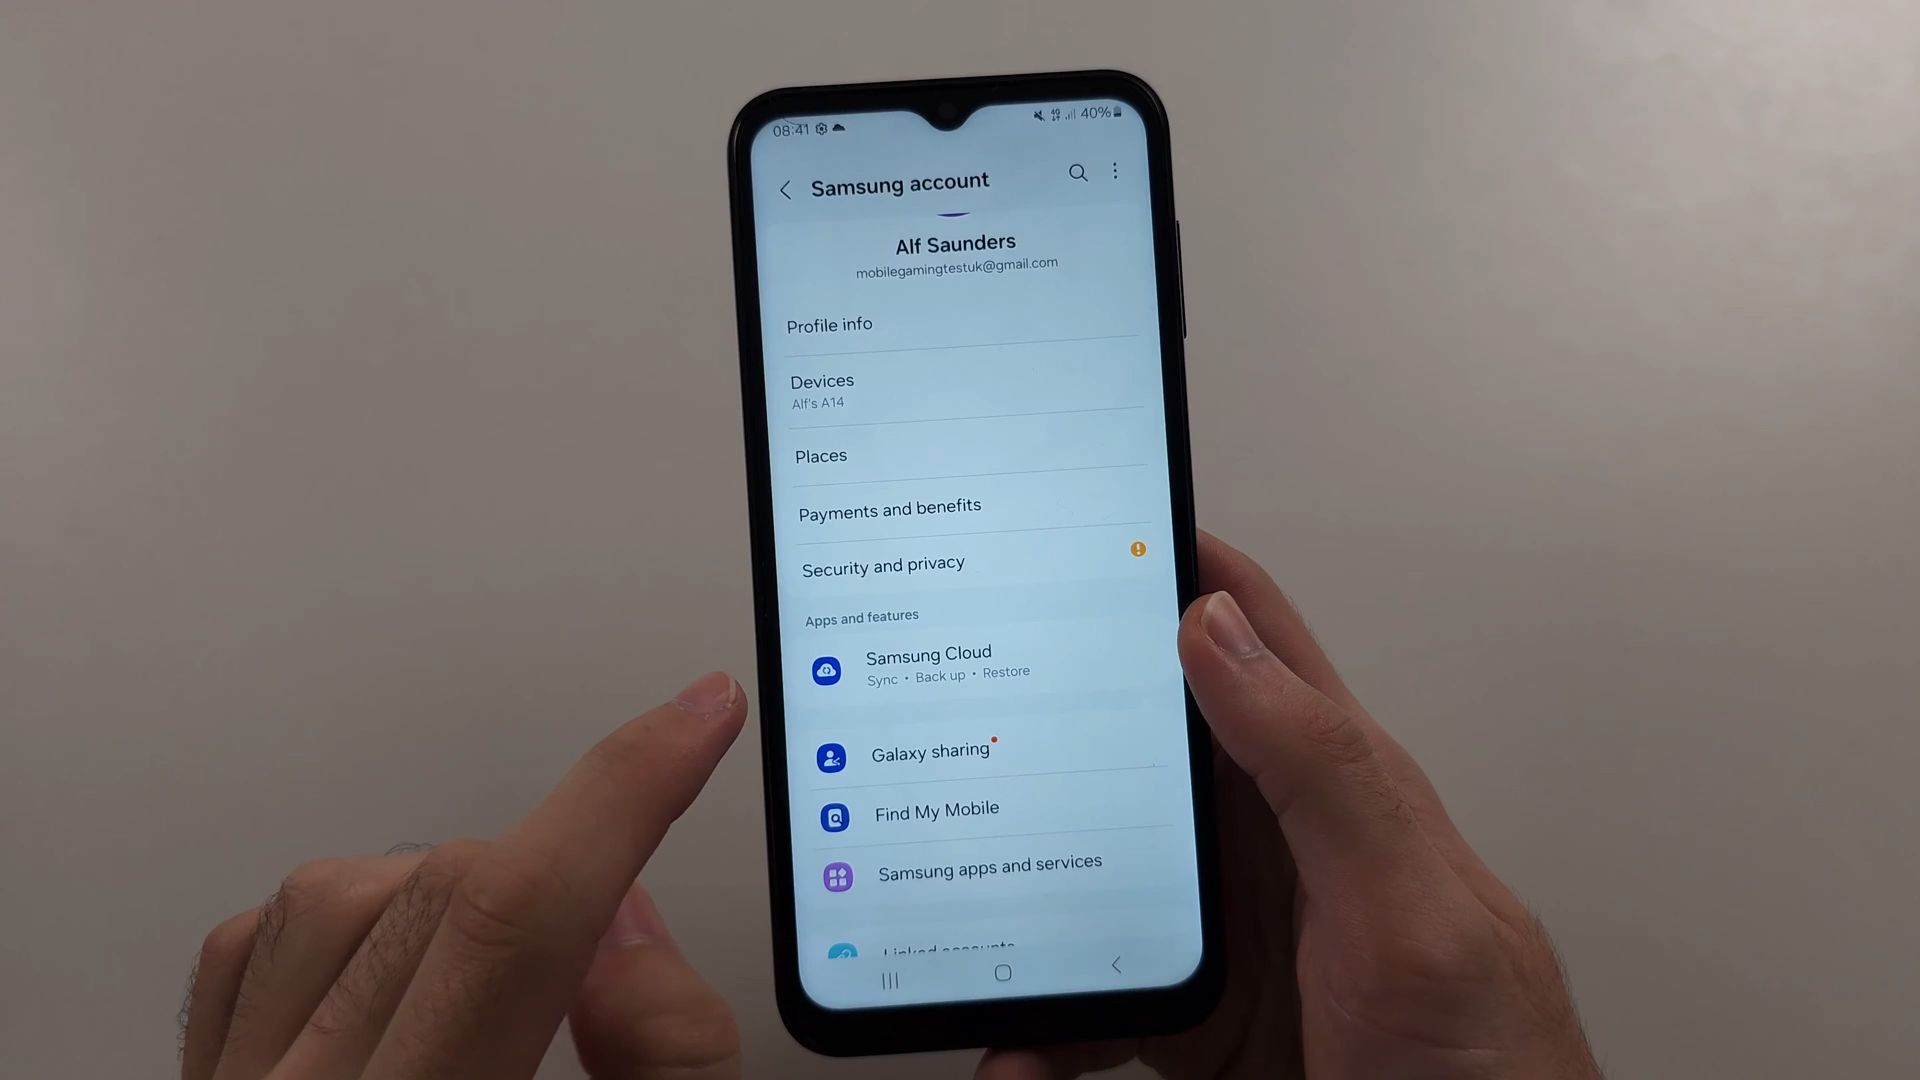 08:41
40%
Samsung account
Alf Saunders
mobilegamingtestuk@gmail.com
Profile info
Devices
Alf's A14
Places
Payments and benefits
Security and privacy
Apps and features
Samsung Cloud
Sync • Back up • Restore
Galaxy sharing
Find My Mobile
Samsung apps and services
Linked accounts